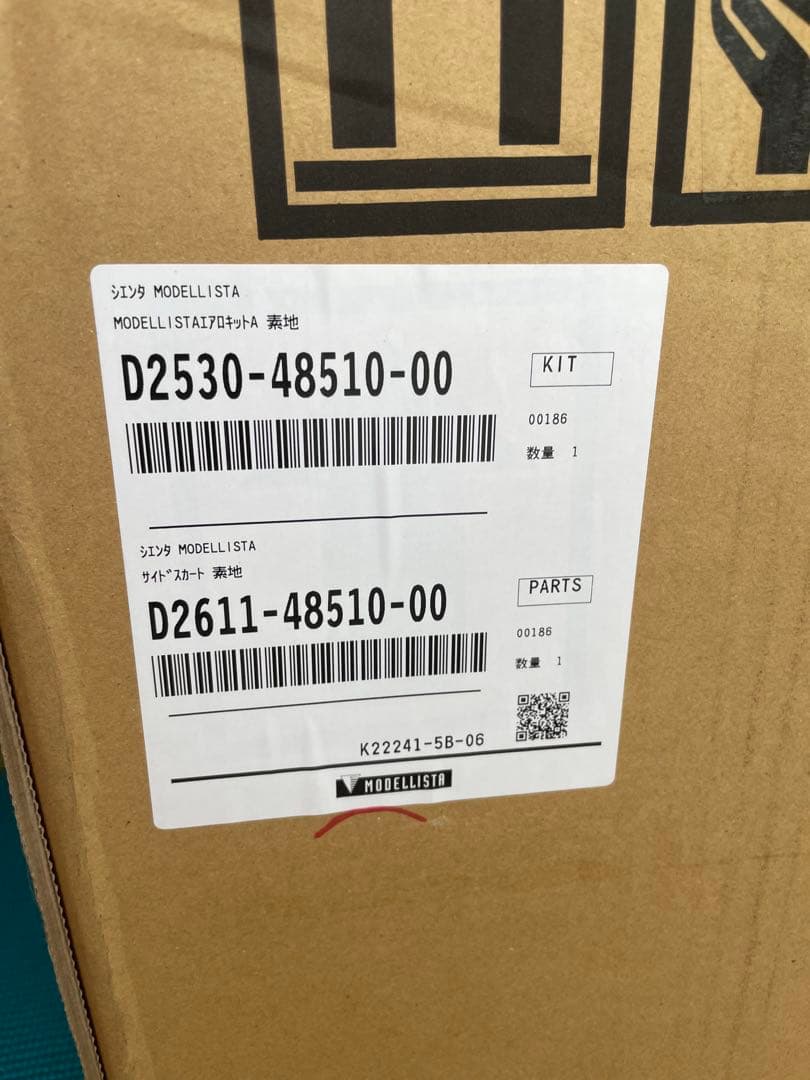 ｼｴﾝﾀ MODELLISTA
MODELLISTAｴｱﾛｷｯﾄA 素地
D2530-48510-00
KIT
00186
数量 1
ｼｴﾝﾀ MODELLISTA
ｻｲﾄﾞｽｶｰﾄ 素地
D2611-48510-00
PARTS
00186
数量 1
K22241-5B-06
MODELLISTA